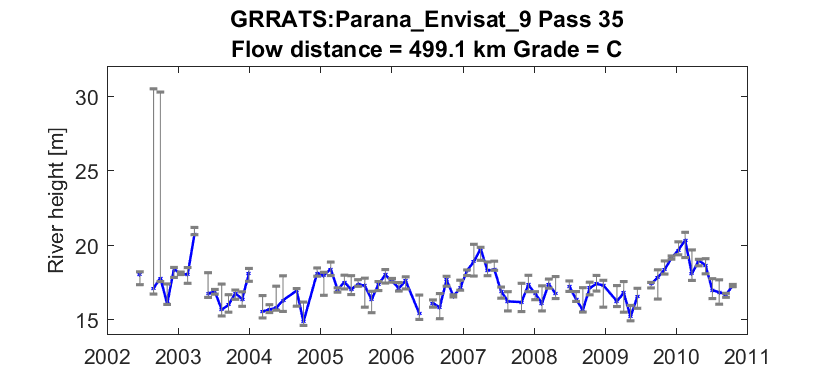 GRRATS:Parana_Envisat_9 Pass 35
Flow distance = 499.1 km Grade = C
River height [m]
30
25
20
15
2002 2003 2004 2005 2006 2007 2008 2009 2010 2011